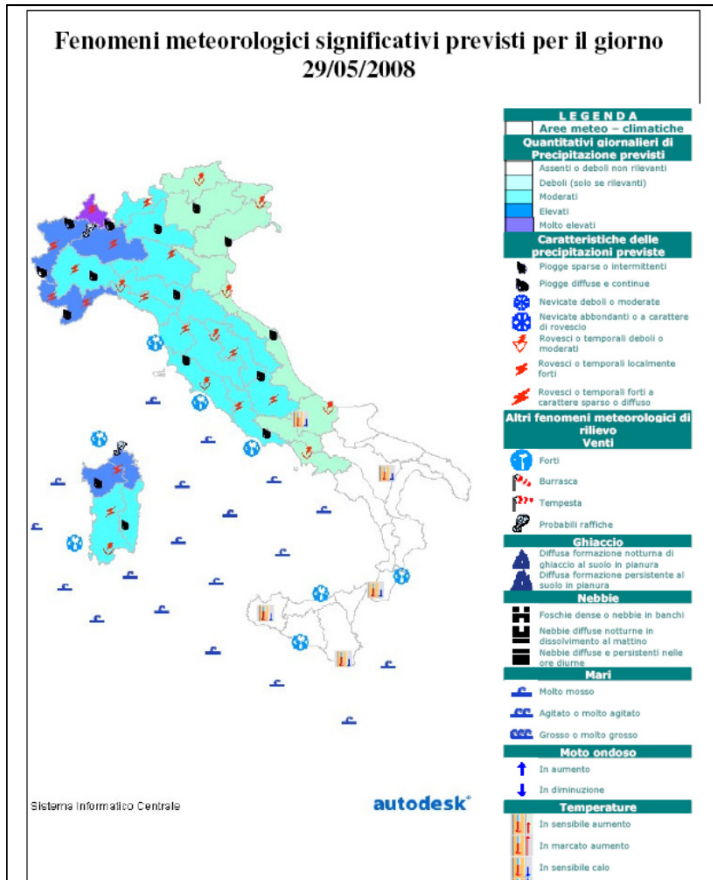 Fenomeni meteorologici significativi previsti per il giorno
29/05/2008
L E G E N D A
Aree meteo – climatiche
Quantitativi giornalieri di
Precipitazione previsti
Assenti o deboli non rilevanti
Deboli (solo se rilevanti)
Moderati
Elevati
Molto elevati
Caratteristiche delle
precipitazioni previste
Piogge sparse o intermittenti
Piogge diffuse e continue
Nevicate deboli o moderate
Nevicate abbondanti o a carattere
di rovescio
Rovesci o temporali deboli o
moderati
Rovesci o temporali localmente
forti
Rovesci o temporali forti a
carattere sparso o diffuso
Altri fenomeni meteorologici di
rilievo
Venti
Forti
Burrasca
Tempesta
Probabili raffiche
Ghiaccio
Diffusa formazione notturna di
ghiaccio al suolo in pianura
Diffusa formazione persistente al
suolo in pianura
Nebbie
Foschie dense o nebbie in banchi
Nebbie diffuse notturne in
dissolvimento al mattino
Nebbie diffuse e persistenti nelle
ore diurne
Mari
Molto mosso
Agitato o molto agitato
Grosso o molto grosso
Moto ondoso
In aumento
In diminuzione
Temperature
In sensibile aumento
In marcato aumento
In sensibile calo
Sistema Informatico Centrale
autodesk